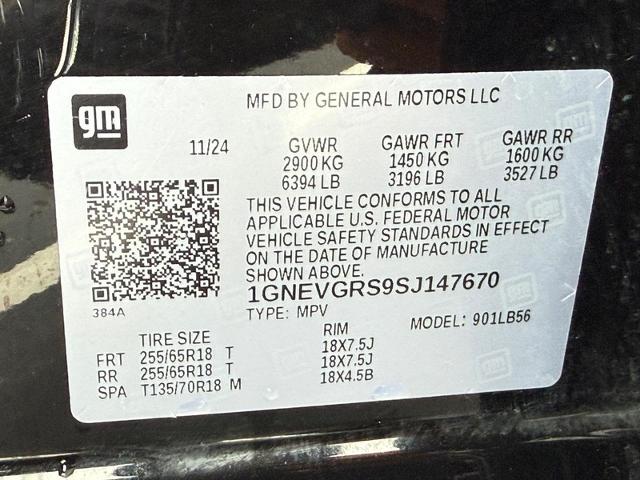 gm
MFD BY GENERAL MOTORS LLC
11/24 GVWR GAWR FRT GAWR RR
2900 KG 1450 KG 1600 KG
6394 LB 3196 LB 3527 LB
THIS VEHICLE CONFORMS TO ALL
APPLICABLE U.S. FEDERAL MOTOR
VEHICLE SAFETY STANDARDS IN EFFECT
ON THE DATE OF MANUFACTURE
SHOWN ABOVE.
1GNEVGRS9SJ147670
384A
TYPE: MPV MODEL: 901LB56
TIRE SIZE RIM
FRT 255/65R18 T 18X7.5J
RR 255/65R18 T 18X7.5J
SPA T135/70R18 M 18X4.5B